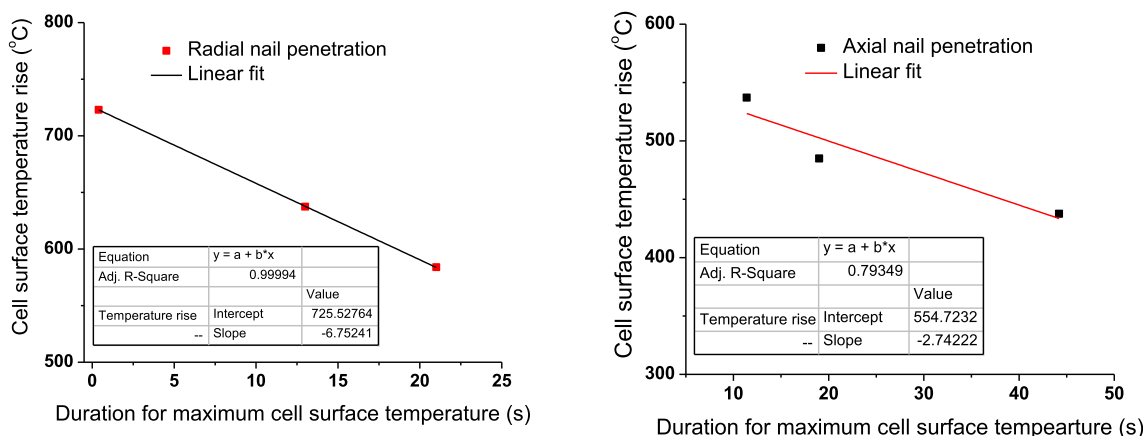 Cell surface temperature rise (°C)
800
700
600
500
Radial nail penetration
Linear fit
Equation y = a + b*x
Adj. R-Square 0.99994
Value
Temperature rise Intercept 725.52764
-- Slope -6.75241
0 5 10 15 20 25
Duration for maximum cell surface temperature (s)
Cell surface temperature rise (°C)
600
500
400
300
Axial nail penetration
Linear fit
Equation y = a + b*x
Adj. R-Square 0.79349
Value
Temperature rise Intercept 554.7232
-- Slope -2.74222
10 20 30 40 50
Duration for maximum cell surface tempearture (s)